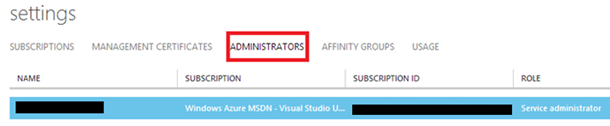 settings
SUBSCRIPTIONS MANAGEMENT CERTIFICATES ADMINISTRATORS AFFINITY GROUPS USAGE
NAME SUBSCRIPTION SUBSCRIPTION ID ROLE
Windows Azure MSDN - Visual Studio U... Service administrator